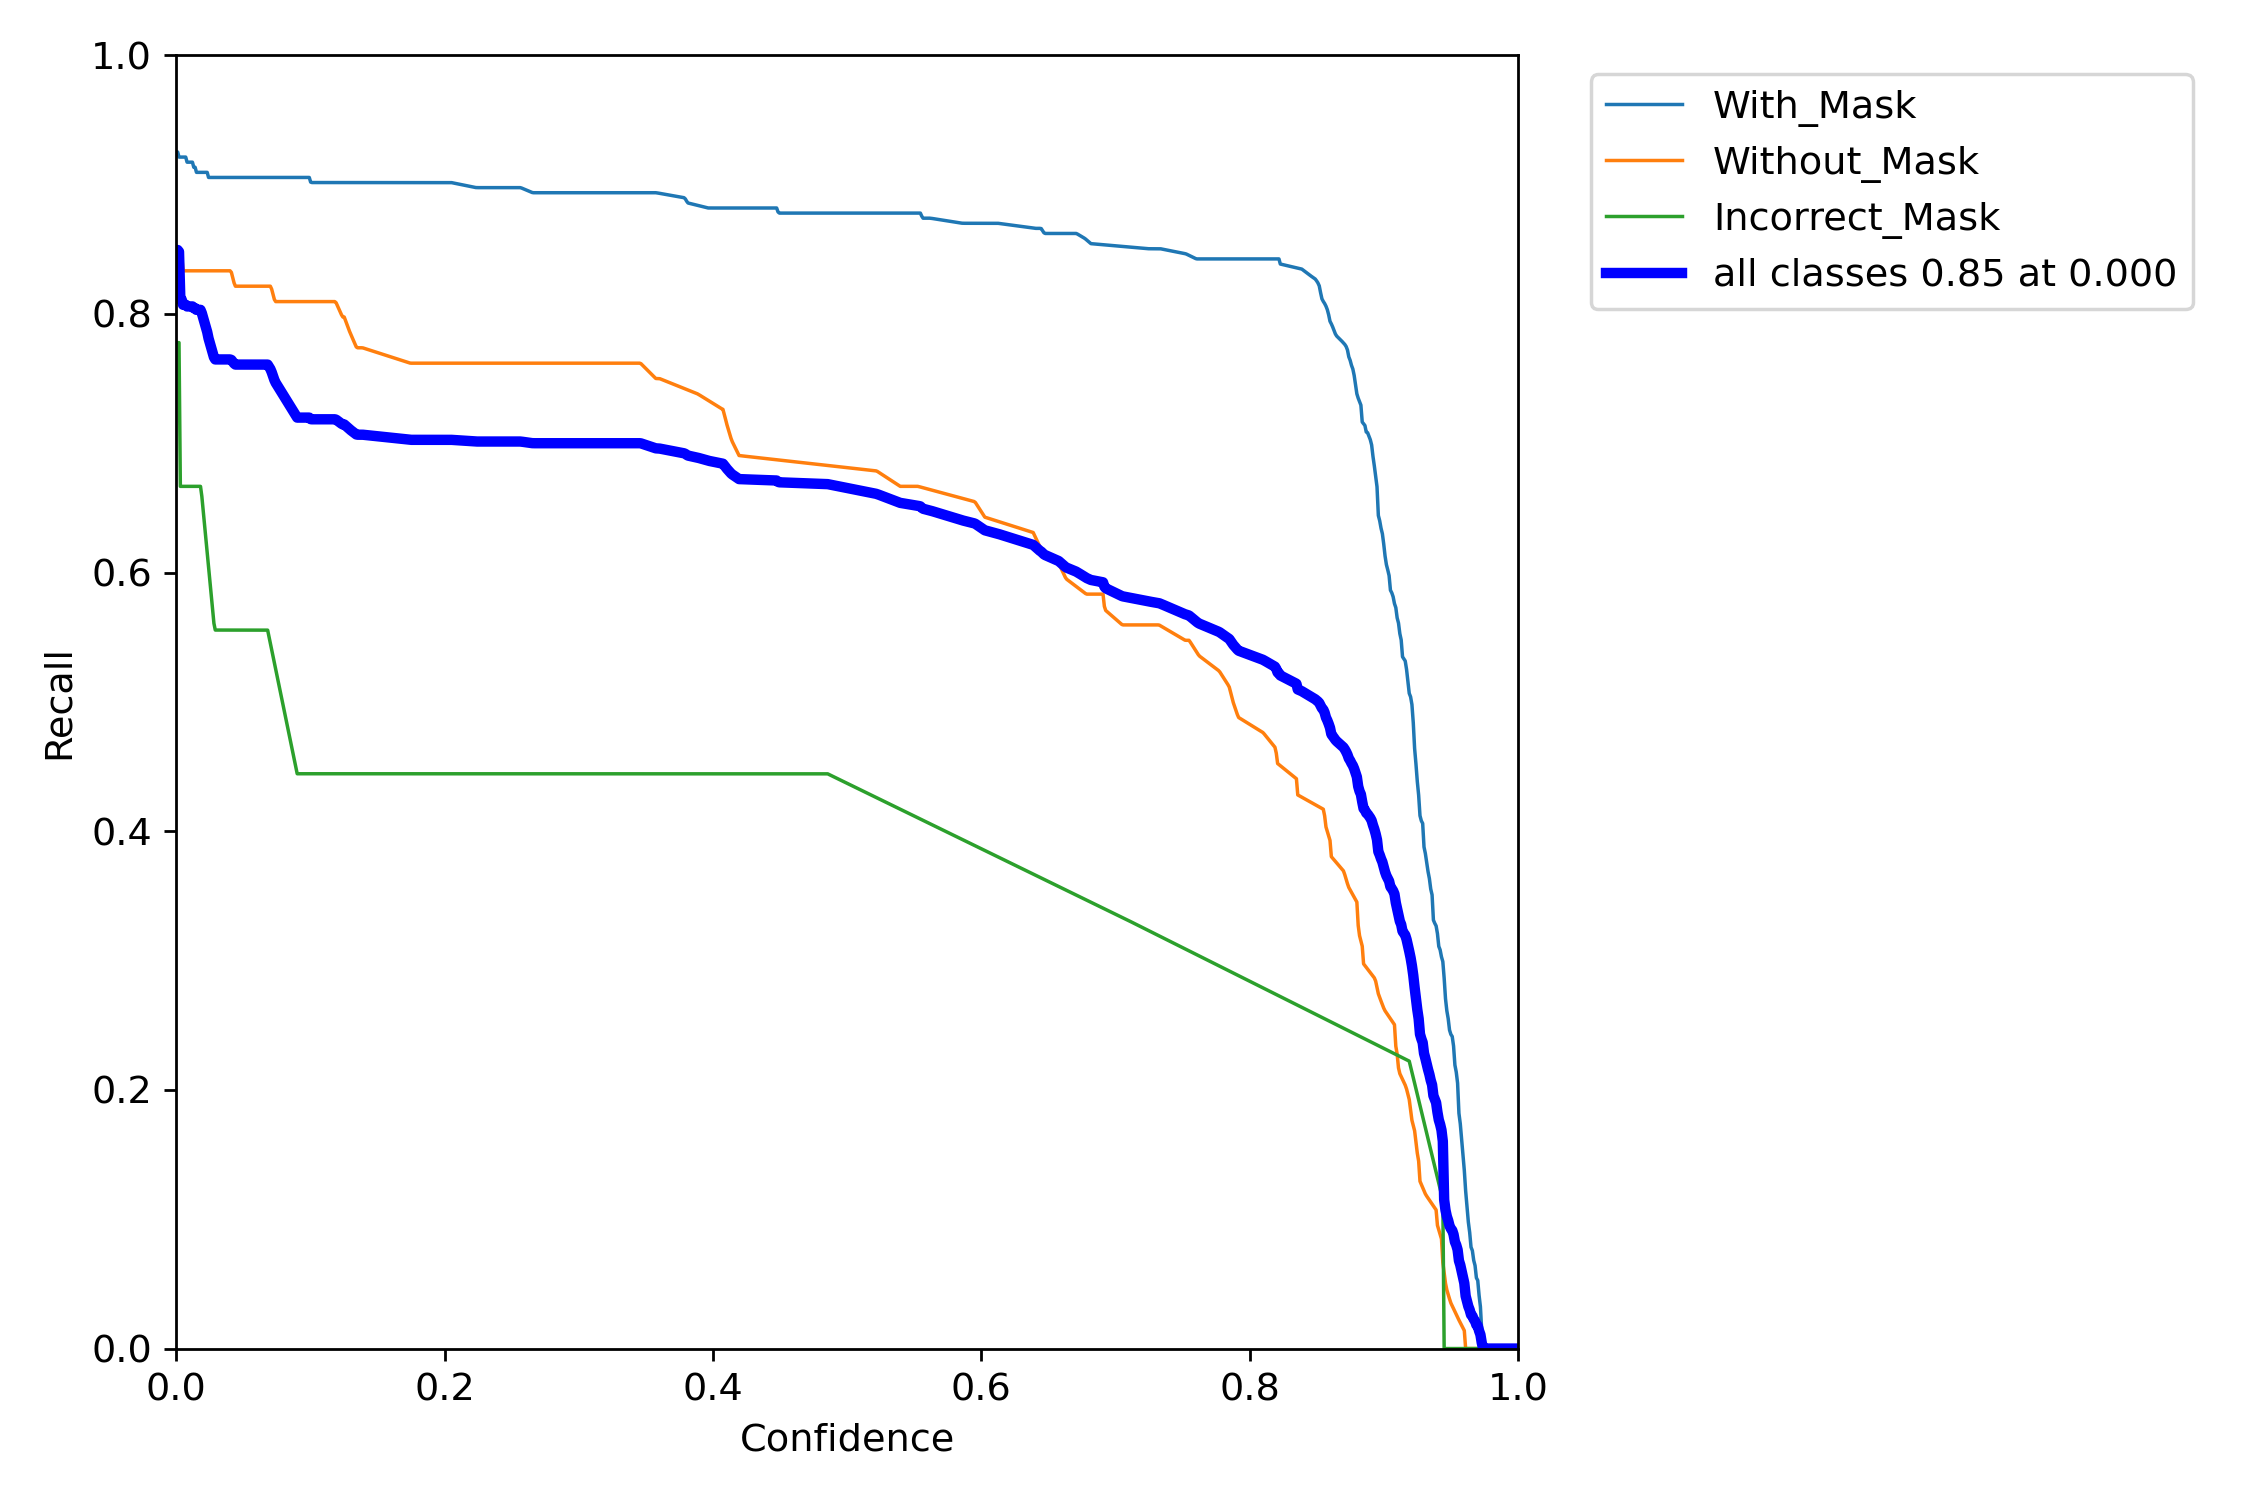 With_Mask
Without_Mask
Incorrect_Mask
all classes 0.85 at 0.000
Recall
1.0
0.8
0.6
0.4
0.2
0.0
0.0 0.2 0.4 0.6 0.8 1.0
Confidence